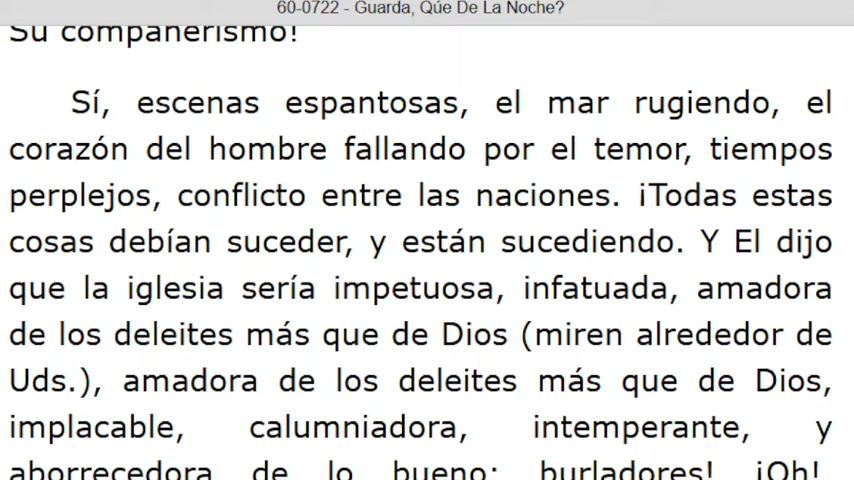 60-0722 - Guarda, Qúe De La Noche?
Su compañerismo!
Sí, escenas espantosas, el mar rugiendo, el
corazón del hombre fallando por el temor, tiempos
perplejos, conflicto entre las naciones. ¡Todas estas
cosas debían suceder, y están sucediendo. Y El dijo
que la iglesia sería impetuosa, infatuada, amadora
de los deleites más que de Dios (miren alrededor de
Uds.), amadora de los deleites más que de Dios,
implacable, calumniadora, intemperante, y
aborrecedora de lo bueno; burladores! ¡Oh!,